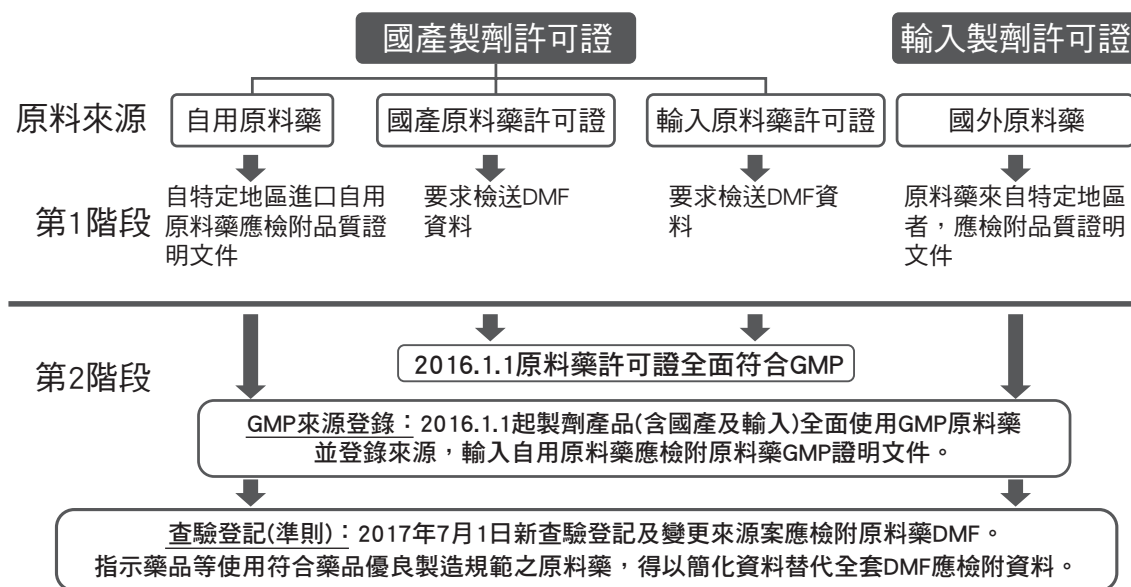 國產製劑許可證
輸入製劑許可證
原料來源
自用原料藥
國產原料藥許可證
輸入原料藥許可證
國外原料藥
第1階段
自特定地區進口自用
原料藥應檢附品質證
明文件
要求檢送DMF
資料
要求檢送DMF資
料
原料藥來自特定地區
者，應檢附品質證明
文件
第2階段
2016.1.1原料藥許可證全面符合GMP
GMP來源登錄：2016.1.1起製劑產品(含國產及輸入)全面使用GMP原料藥
並登錄來源，輸入自用原料藥應檢附原料藥GMP證明文件。
查驗登記(準則)：2017年7月1日新查驗登記及變更來源案應檢附原料藥DMF。
指示藥品等使用符合藥品優良製造規範之原料藥，得以簡化資料替代全套DMF應檢附資料。